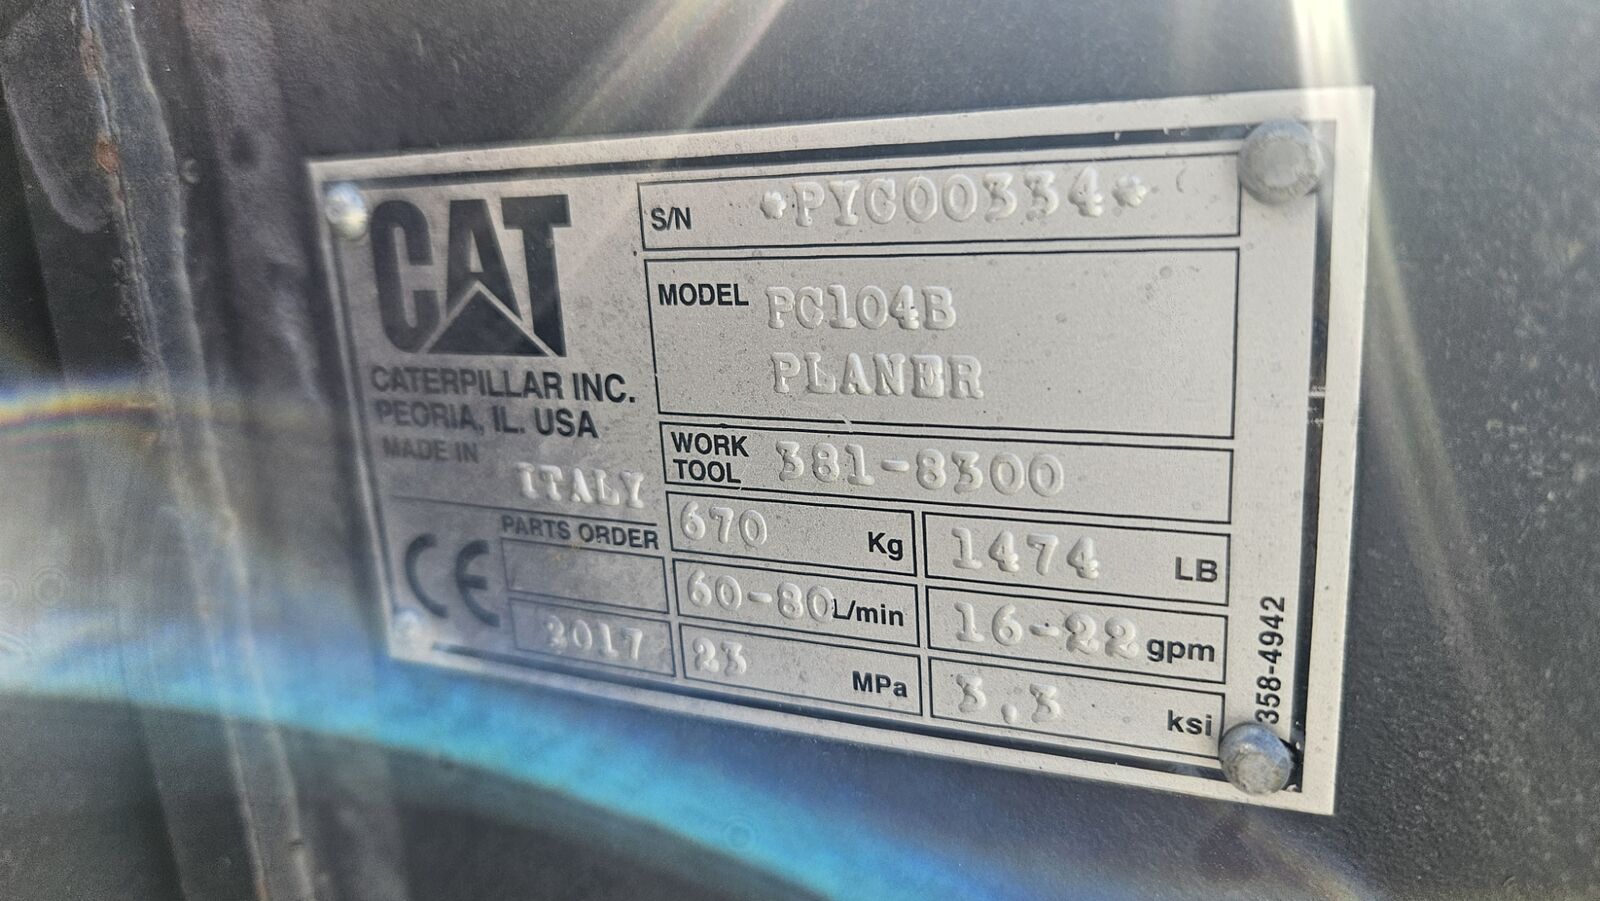 CAT
CATERPILLAR INC.
PEORIA, IL. USA
MADE IN
ITALY
CE
PARTS ORDER
2017
S/N *PYC00334*
MODEL PC104B
PLANER
WORK
TOOL 381-8300
670 Kg 1474 LB
60-80 L/min 16-22 gpm
23 MPa 3,3 ksi
358-4942